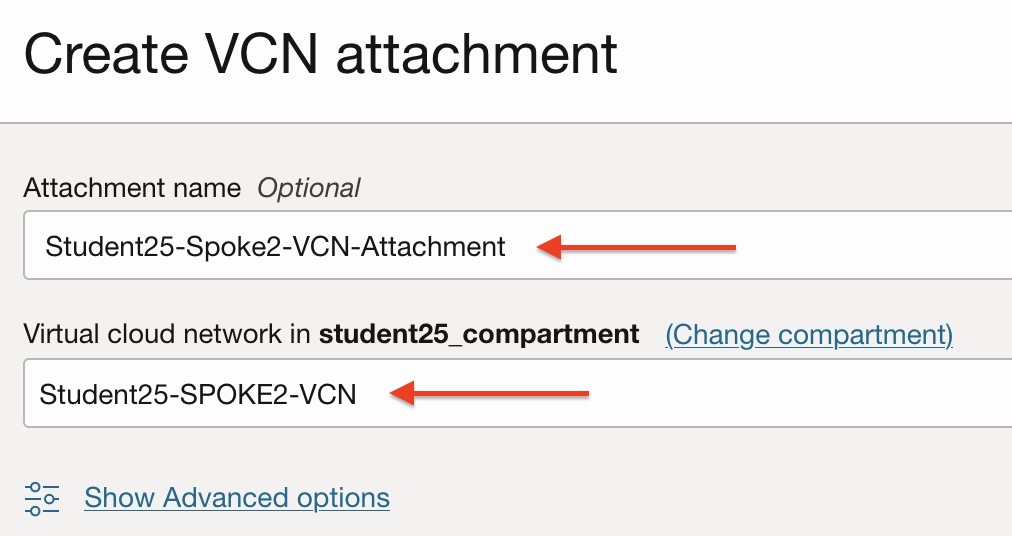 Create VCN attachment
Attachment name Optional
Student25-Spoke2-VCN-Attachment
Virtual cloud network in student25_compartment (Change compartment)
Student25-SPOKE2-VCN
Show Advanced options